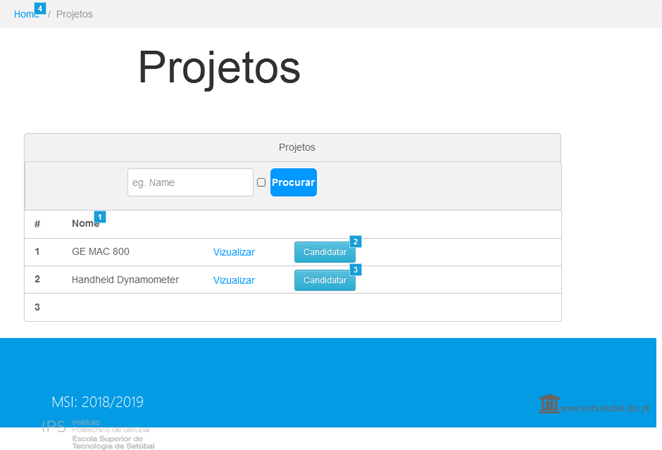 Home 4 / Projetos
Projetos
Projetos
eg. Name Procurar
# Nome 1
1 GE MAC 800 Vizualizar Candidatar 2
2 Handheld Dynamometer Vizualizar Candidatar 3
3
MSI: 2018/2019
www.estsetubal.ips.pt
IPS Instituto
Politécnico de Setúbal
Escola Superior de
Tecnologia de Setúbal